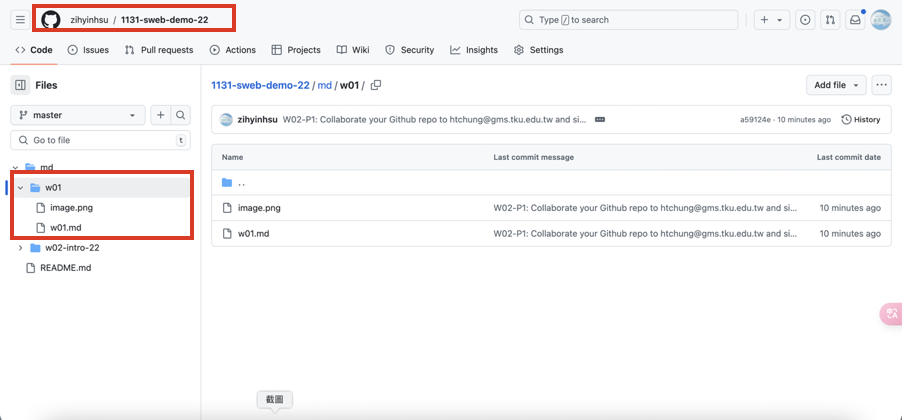 zihyinhsu / 1131-sweb-demo-22
Type / to search
Code Issues Pull requests Actions Projects Wiki Security Insights Settings
Files
master
Go to file t
md
w01
image.png
w01.md
w02-intro-22
README.md
1131-sweb-demo-22 / md / w01 /
Add file
zihyinhsu W02-P1: Collaborate your Github repo to htchung@gms.tku.edu.tw and si... a59124e · 10 minutes ago History
Name Last commit message Last commit date
..
image.png W02-P1: Collaborate your Github repo to htchung@gms.tku.edu.tw and si... 10 minutes ago
w01.md W02-P1: Collaborate your Github repo to htchung@gms.tku.edu.tw and si... 10 minutes ago
截圖